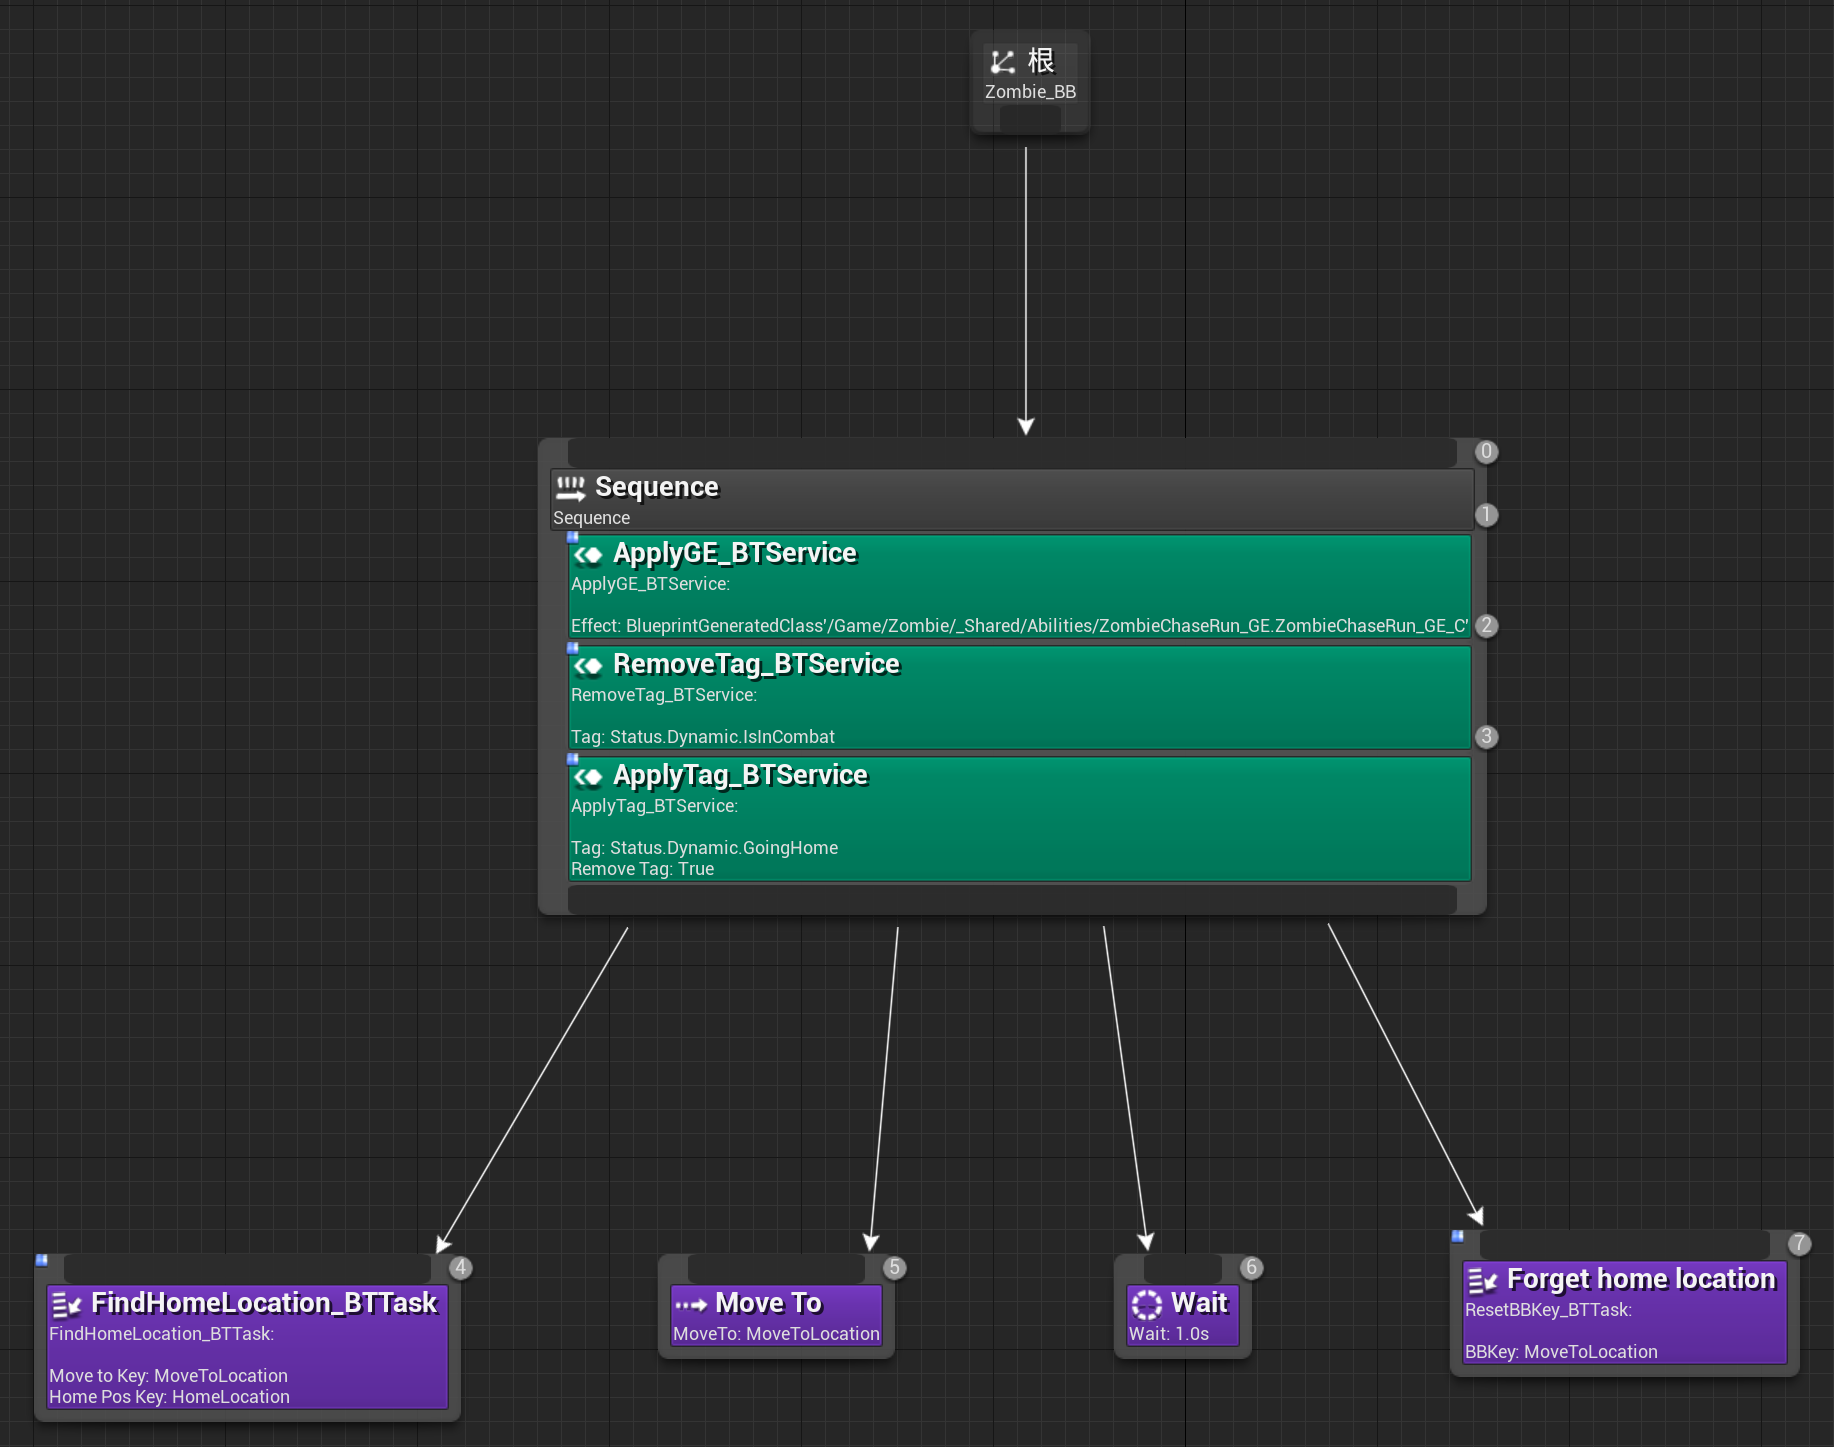 根
Zombie_BB
0
Sequence
Sequence
1
ApplyGE_BTService
ApplyGE_BTService:
Effect: BlueprintGeneratedClass'/Game/Zombie/_Shared/Abilities/ZombieChaseRun_GE.ZombieChaseRun_GE_C'
2
RemoveTag_BTService
RemoveTag_BTService:
Tag: Status.Dynamic.IsInCombat
3
ApplyTag_BTService
ApplyTag_BTService:
Tag: Status.Dynamic.GoingHome
Remove Tag: True
4
FindHomeLocation_BTTask
FindHomeLocation_BTTask:
Move to Key: MoveToLocation
Home Pos Key: HomeLocation
5
Move To
MoveTo: MoveToLocation
6
Wait
Wait: 1.0s
7
Forget home location
ResetBBKey_BTTask:
BBKey: MoveToLocation